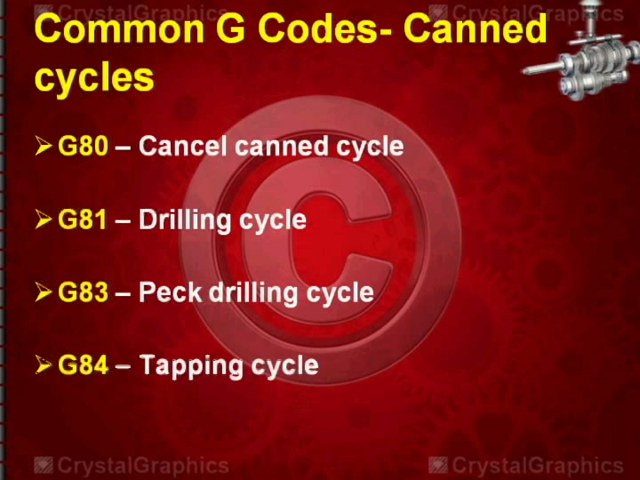 CrystalGraphics CrystalGraphics
Common G Codes- Canned
cycles
➢ G80 – Cancel canned cycle
➢ G81 – Drilling cycle
➢ G83 – Peck drilling cycle
➢ G84 – Tapping cycle
©
CrystalGraphics CrystalGraphics